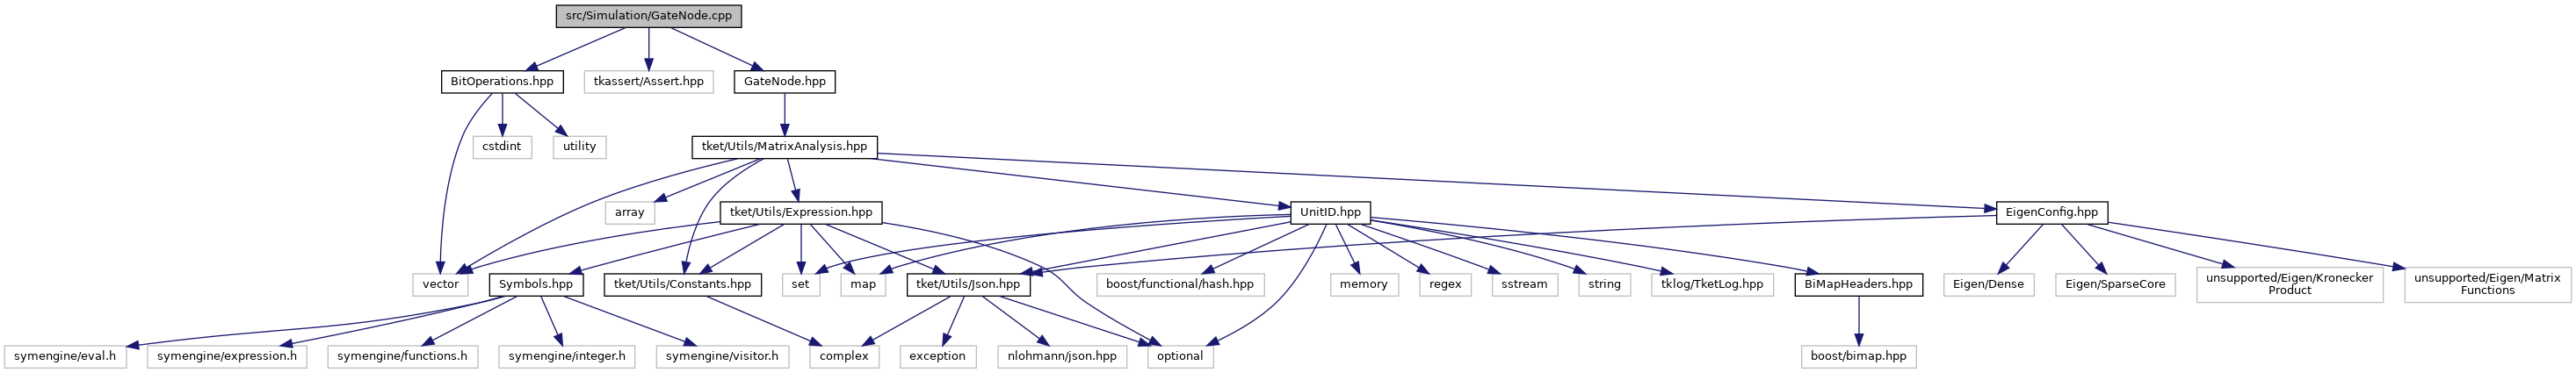 src/Simulation/GateNode.cpp
BitOperations.hpp
tkassert/Assert.hpp
GateNode.hpp
cstdint
utility
tket/Utils/MatrixAnalysis.hpp
array
tket/Utils/Expression.hpp
UnitID.hpp
EigenConfig.hpp
vector
Symbols.hpp
tket/Utils/Constants.hpp
set
map
tket/Utils/Json.hpp
boost/functional/hash.hpp
memory
regex
sstream
string
tklog/TketLog.hpp
BiMapHeaders.hpp
Eigen/Dense
Eigen/SparseCore
unsupported/Eigen/Kronecker
Product
unsupported/Eigen/Matrix
Functions
symengine/eval.h
symengine/expression.h
symengine/functions.h
symengine/integer.h
symengine/visitor.h
complex
exception
nlohmann/json.hpp
optional
boost/bimap.hpp